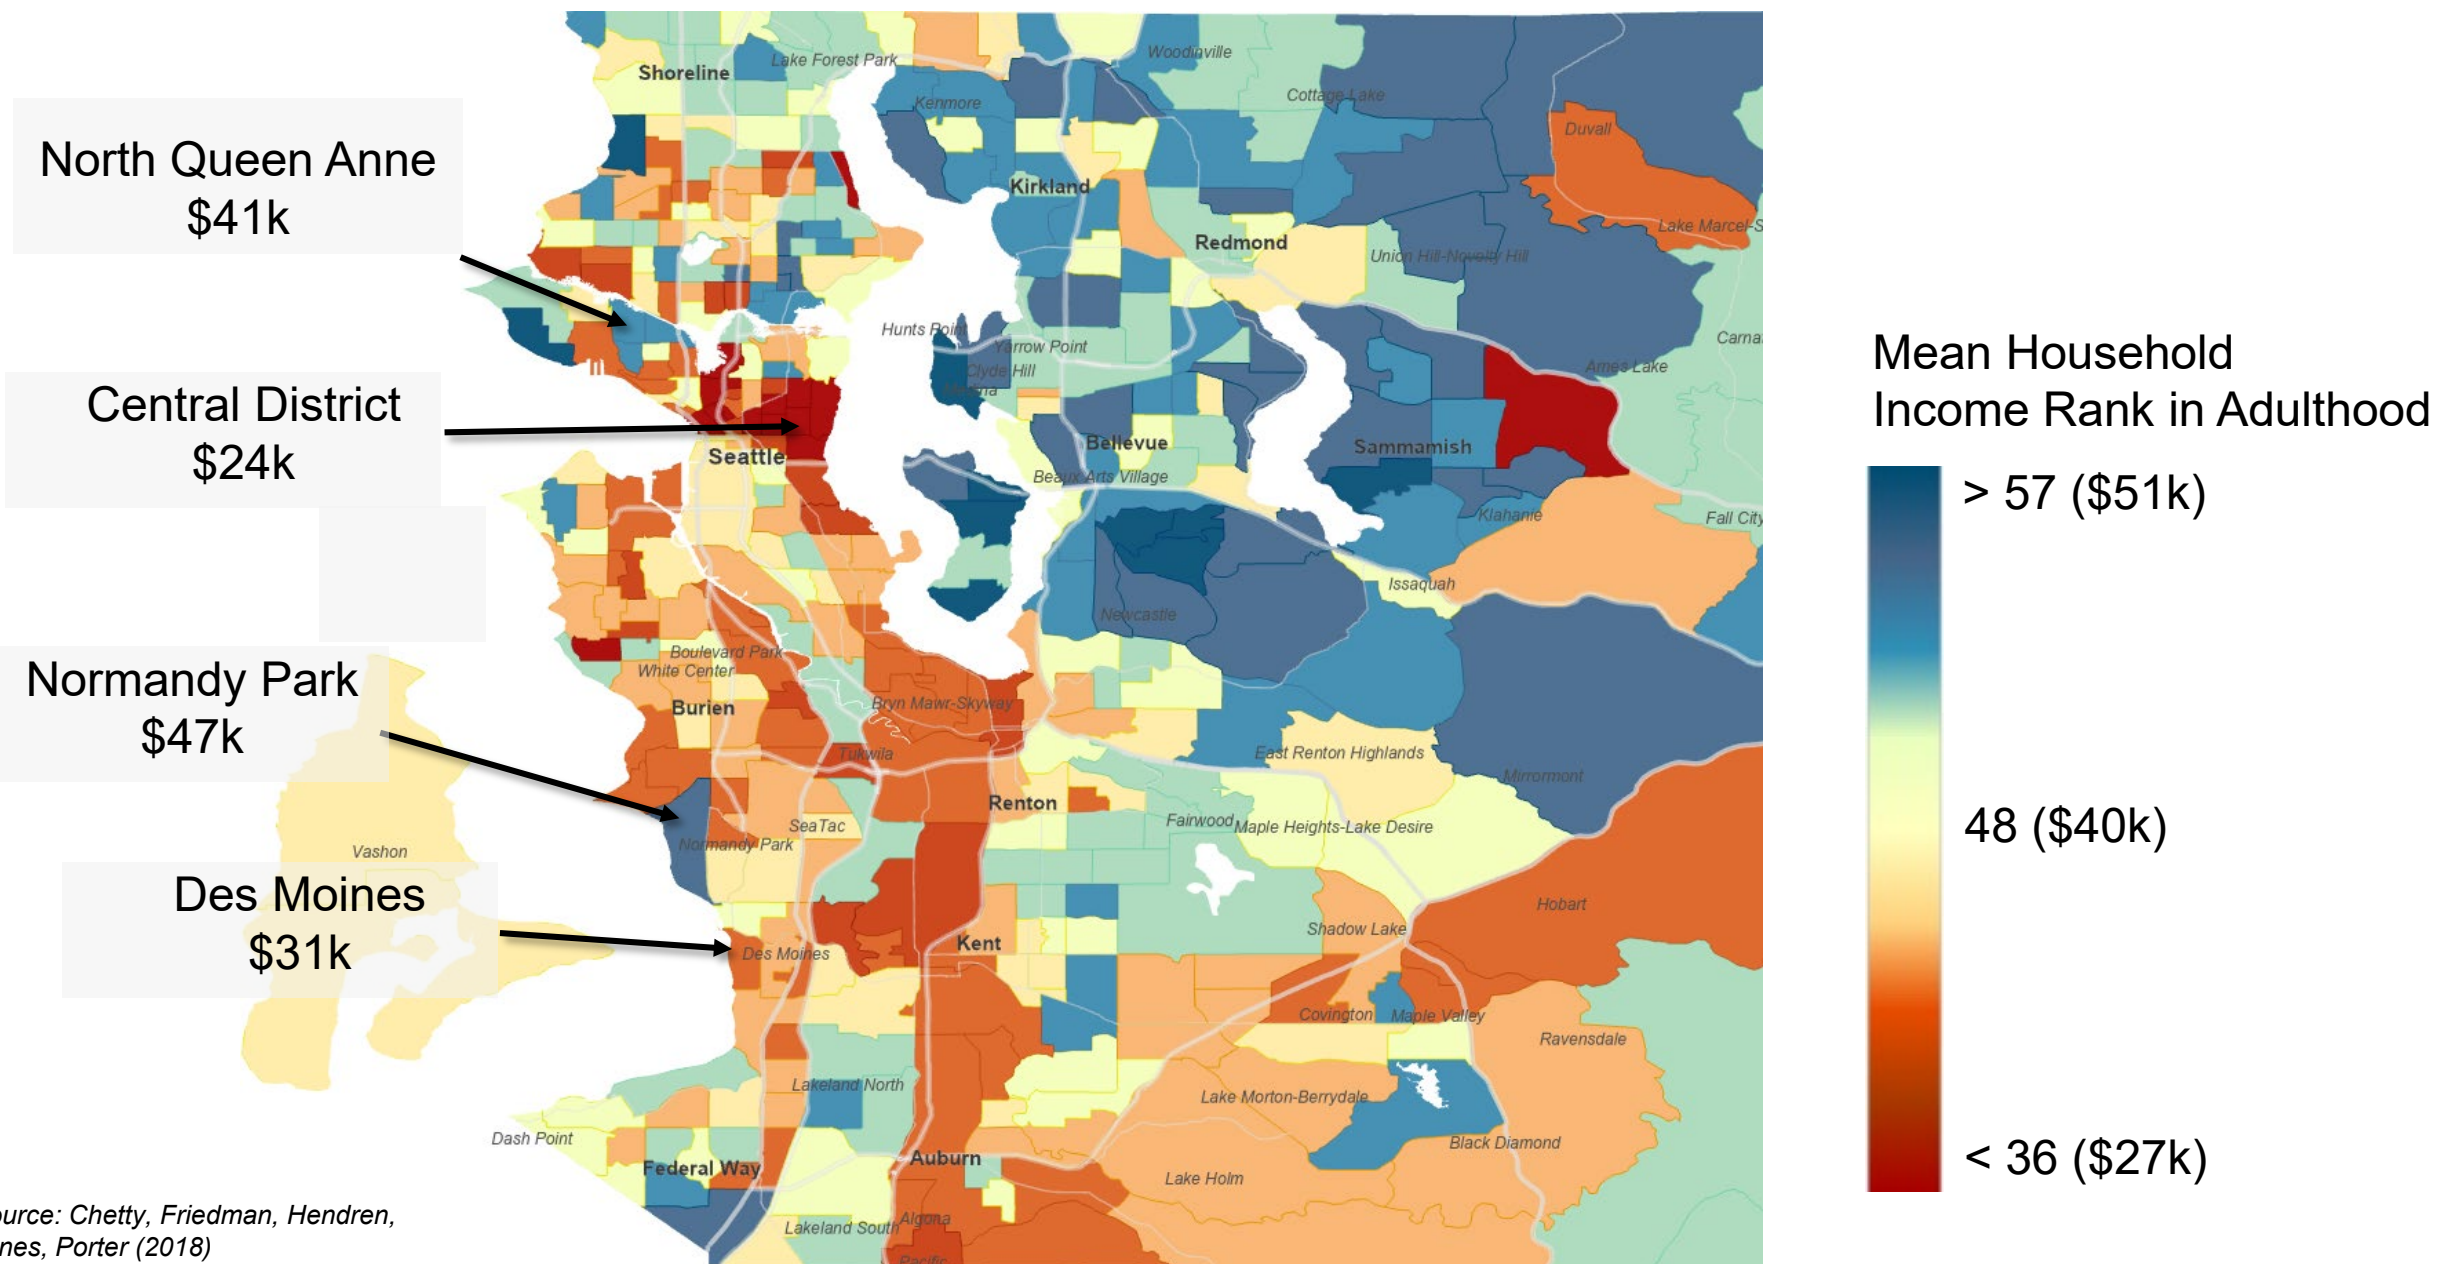 North Queen Anne
$41k
Central District
$24k
Normandy Park
$47k
Des Moines
$31k
Shoreline
Lake Forest Park
Woodinville
Kenmore
Cottage Lake
Duvall
Kirkland
Lake Marcel-S
Redmond
Union Hill-Novelty Hill
Hunts Point
Yarrow Point
Carna
Clyde Hill
Medina
Ames Lake
Bellevue
Sammamish
Seattle
Beaux Arts Village
Klahanie
Fall City
Issaquah
Newcastle
Boulevard Park
White Center
Burien
Bryn Mawr-Skyway
Tukwila
East Renton Highlands
Mirrormont
Renton
SeaTac
Fairwood
Maple Heights-Lake Desire
Normandy Park
Vashon
Hobart
Shadow Lake
Kent
Des Moines
Covington
Maple Valley
Ravensdale
Lakeland North
Lake Morton-Berrydale
Dash Point
Black Diamond
Federal Way
Auburn
Lake Holm
Lakeland South
Algona
Pacific
Mean Household
Income Rank in Adulthood
> 57 ($51k)
48 ($40k)
< 36 ($27k)
ource: Chetty, Friedman, Hendren,
nes, Porter (2018)